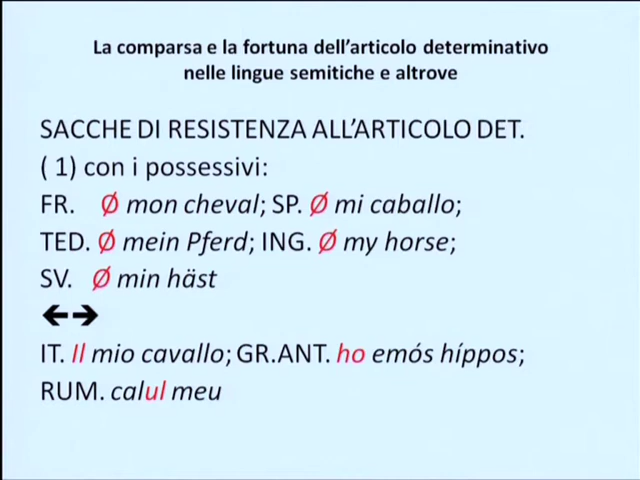 La comparsa e la fortuna dell’articolo determinativo
nelle lingue semitiche e altrove
SACCHE DI RESISTENZA ALL’ARTICOLO DET.
( 1) con i possessivi:
FR. Ø mon cheval; SP. Ø mi caballo;
TED. Ø mein Pferd; ING. Ø my horse;
SV. Ø min häst
🡨🡪
IT. Il mio cavallo; GR.ANT. ho emós híppos;
RUM. calul meu